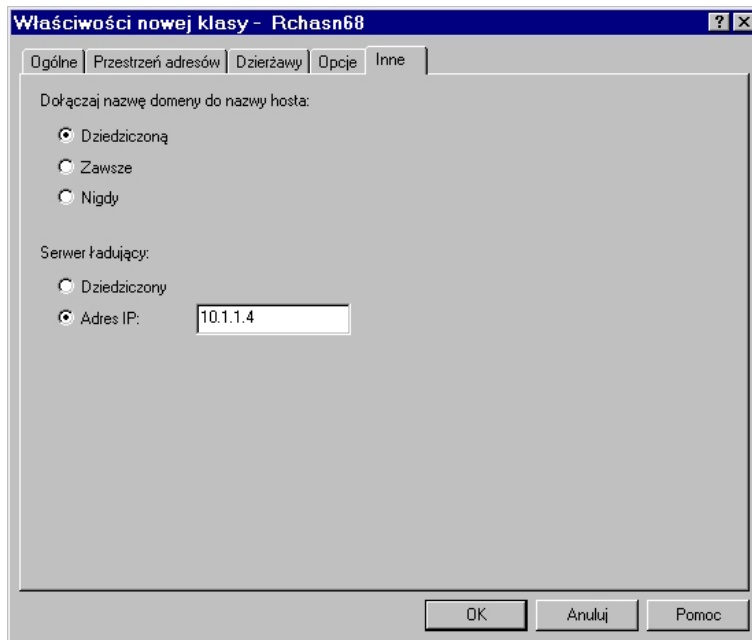 Właściwości nowej klasy - Rchasn68
Ogólne Przestrzeń adresów Dzierżawy Opcje Inne
Dołączaj nazwę domeny do nazwy hosta:
Dziedziczoną
Zawsze
Nigdy
Serwer ładujący:
Dziedziczony
Adres IP: 10.1.1.4
OK Anuluj Pomoc